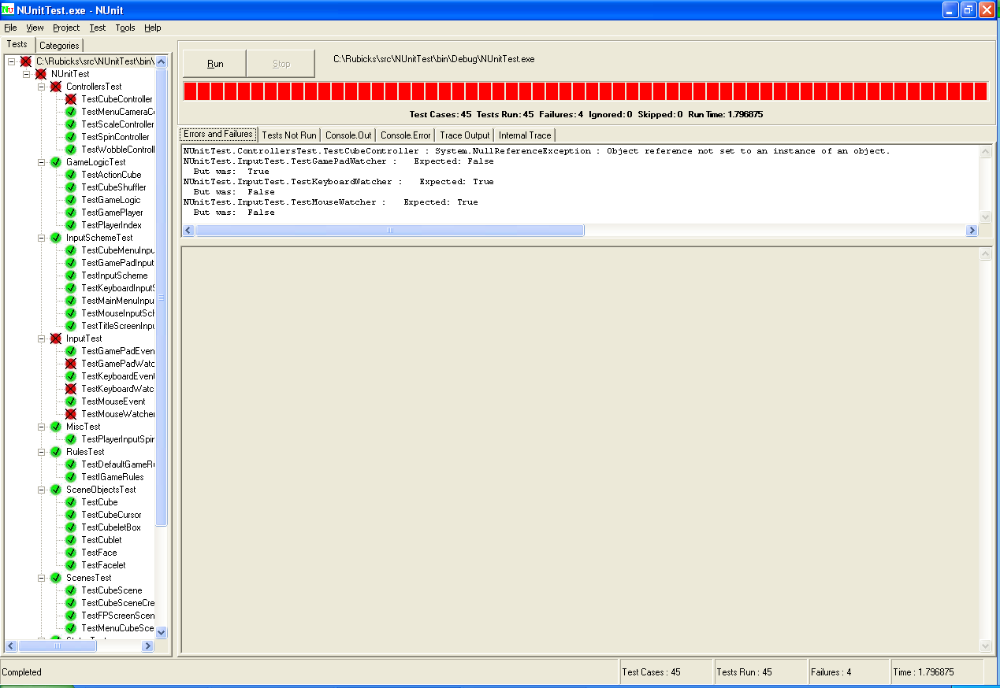 NUnitTest.exe - NUnit
File View Project Test Tools Help
Tests Categories
C:\Rubicks\src\NUnitTest\bin\
NUnitTest
ControllersTest
TestCubeController
TestMenuCameraCo
TestScaleController
TestSpinController
TestWobbleControll
GameLogicTest
TestActionCube
TestCubeShuffler
TestGameLogic
TestGamePlayer
TestPlayerIndex
InputSchemeTest
TestCubeMenuInpu
TestGamePadInput
TestInputScheme
TestKeyboardInputS
TestMainMenuInpu
TestMouseInputSch
TestTitleScreenInpu
InputTest
TestGamePadEven
TestGamePadWatc
TestKeyboardEvent
TestKeyboardWatc
TestMouseEvent
TestMouseWatcher
MiscTest
TestPlayerInputSpin
RulesTest
TestDefaultGameRu
TestIGameRules
SceneObjectsTest
TestCube
TestCubeCursor
TestCubeletBox
TestCublet
TestFace
TestFacelet
ScenesTest
TestCubeScene
TestCubeSceneCre
TestFPScreenScen
TestMenuCubeSce
Run Stop C:\Rubicks\src\NUnitTest\bin\Debug\NUnitTest.exe
Test Cases: 45 Tests Run: 45 Failures: 4 Ignored: 0 Skipped: 0 Run Time: 1.796875
Errors and Failures Tests Not Run Console.Out Console.Error Trace Output Internal Trace
NUnitTest.ControllersTest.TestCubeController : System.NullReferenceException : Object reference not set to an instance of an object.
NUnitTest.InputTest.TestGamePadWatcher : Expected: False
But was: True
NUnitTest.InputTest.TestKeyboardWatcher : Expected: True
But was: False
NUnitTest.InputTest.TestMouseWatcher : Expected: True
But was: False
Completed Test Cases : 45 Tests Run : 45 Failures : 4 Time : 1.796875